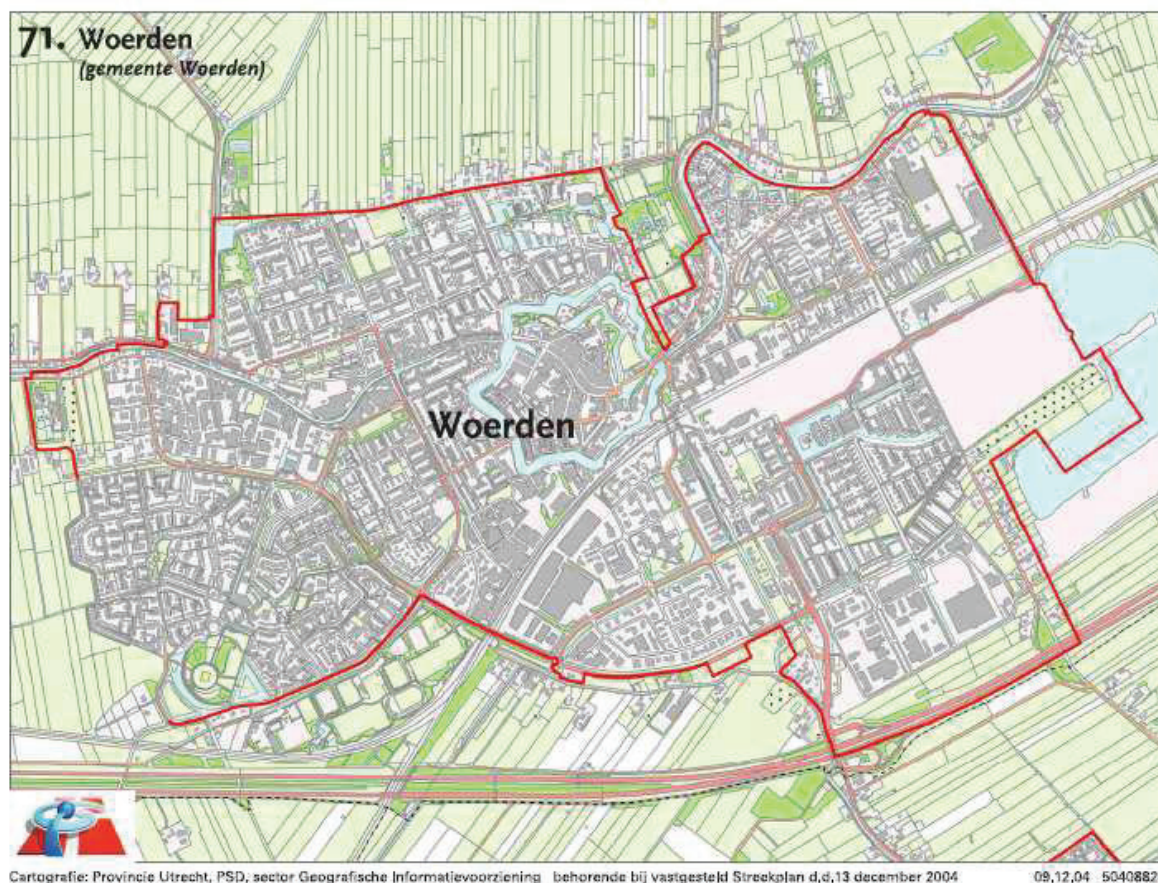 71. Woerden
(gemeente Woerden)
Woerden
Cartografie: Provincie Utrecht, PSD, sector Geografische Informatievoorziening behorende bij vastgesteld Streekplan d,d,13 december 2004 09,12,04 5040882